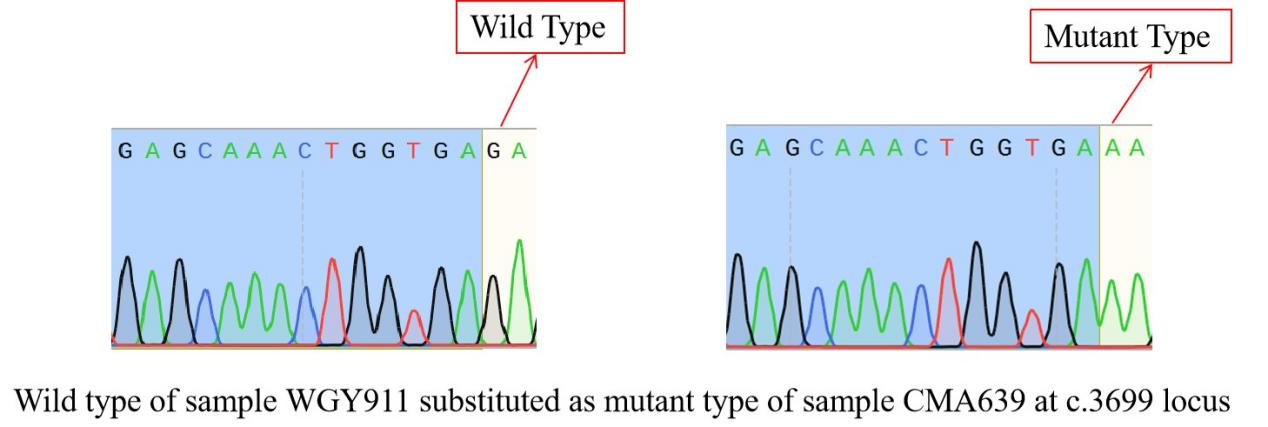 Wild Type
Mutant Type
G A G C A A A C T G G T G A G A
G A G C A A A C T G G T G A A A
Wild type of sample WGY911 substituted as mutant type of sample CMA639 at c.3699 locus